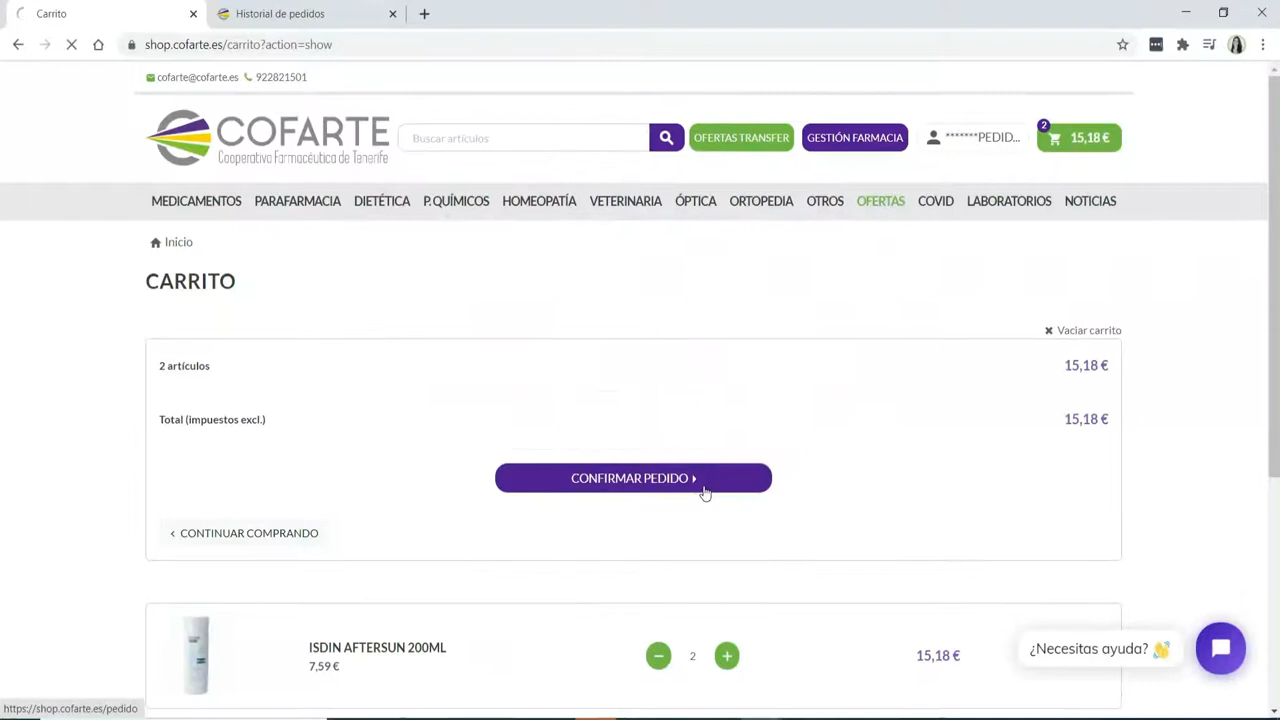 Carrito
Historial de pedidos
shop.cofarte.es/carrito?action=show
cofarte@cofarte.es 922821501
COFARTE
Cooperativa Farmacéutica de Tenerife
Buscar artículos
OFERTAS TRANSFER
GESTIÓN FARMACIA
*******PEDID...
2
15,18 €
MEDICAMENTOS PARAFARMACIA DIETÉTICA P. QUÍMICOS HOMEOPATÍA VETERINARIA ÓPTICA ORTOPEDIA OTROS OFERTAS COVID LABORATORIOS NOTICIAS
Inicio
CARRITO
Vaciar carrito
2 artículos 15,18 €
Total (impuestos excl.) 15,18 €
CONFIRMAR PEDIDO
CONTINUAR COMPRANDO
ISDIN AFTERSUN 200ML
7,59 €
2
15,18 €
¿Necesitas ayuda? 👋
https://shop.cofarte.es/pedido